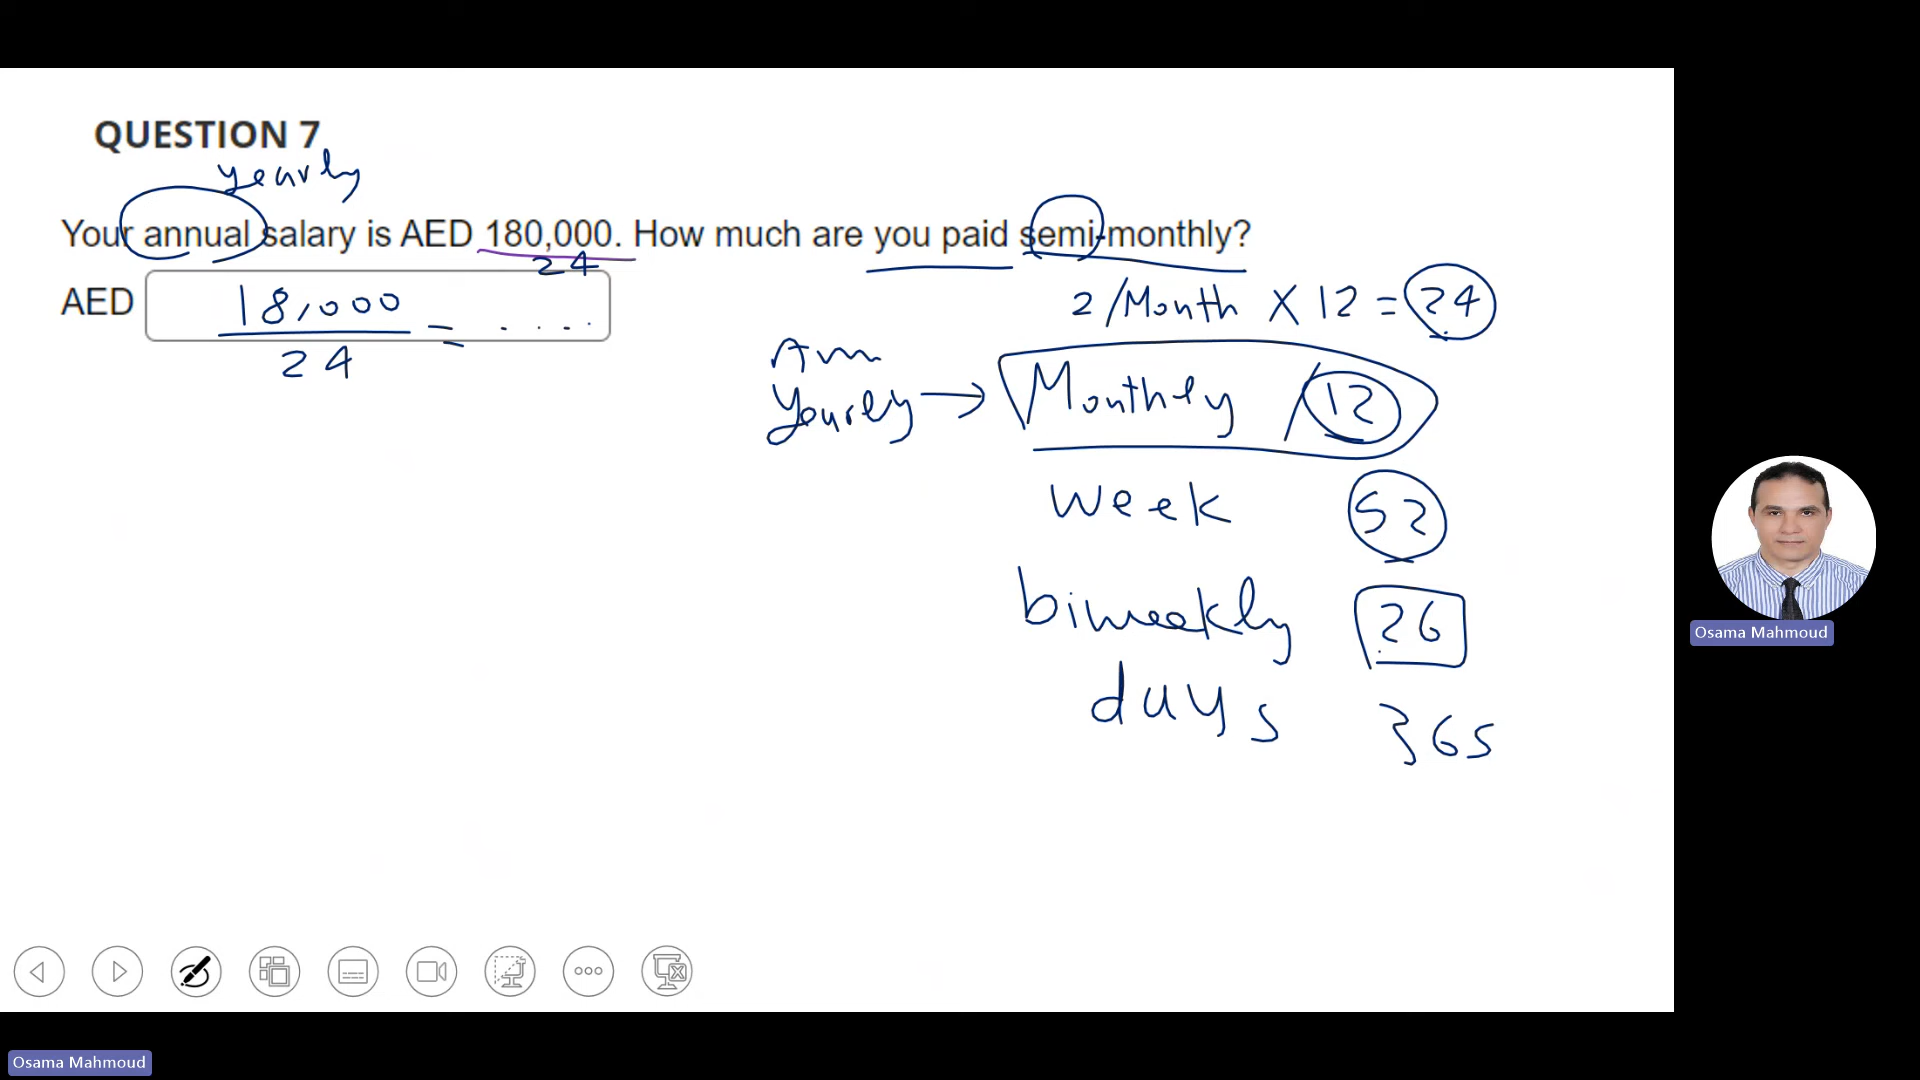 QUESTION 7
yearly
Your annual salary is AED 180,000. How much are you paid semi-monthly?
24
AED 18,000 = . . . . .
24
2 /Month X 12 = 24
Ann
Yourly → Monthly / 12
week 52
biweekly 26
days 365
Osama Mahmoud
Osama Mahmoud